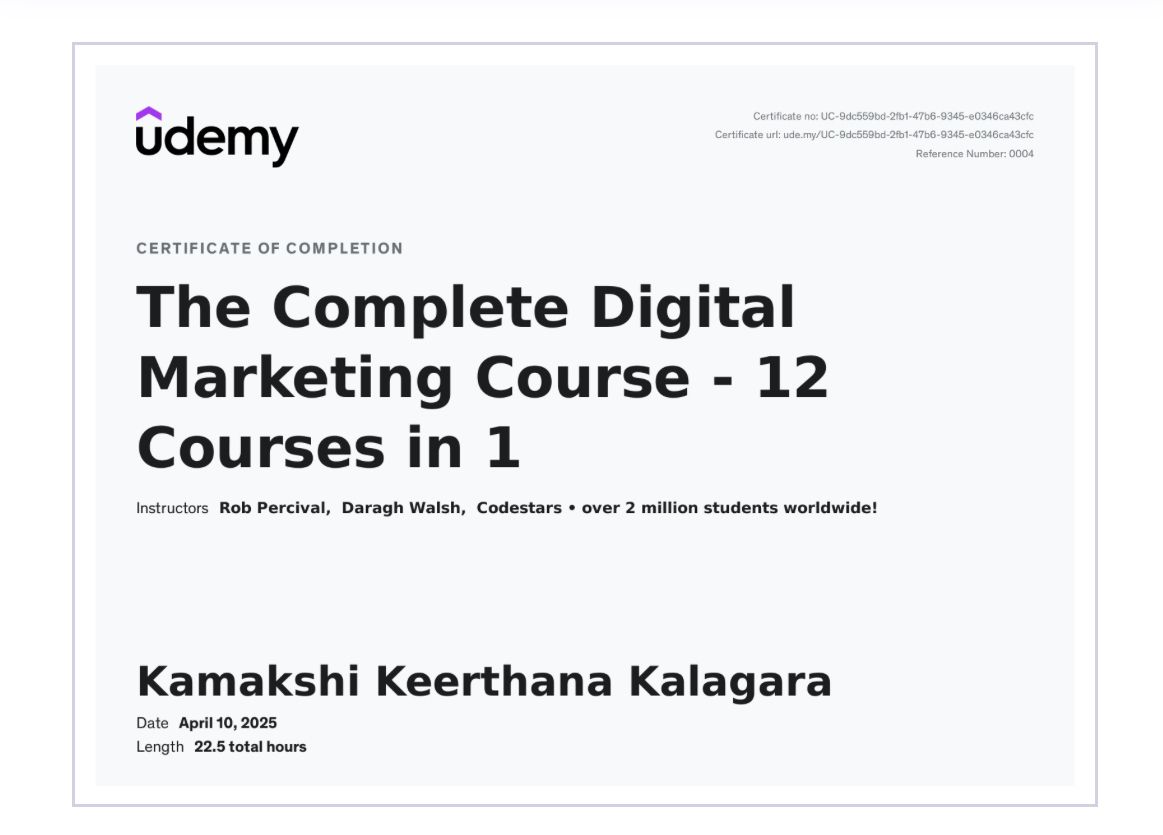 udemy
Certificate no: UC-9dc559bd-2fb1-47b6-9345-e0346ca43cfc
Certificate url: ude.my/UC-9dc559bd-2fb1-47b6-9345-e0346ca43cfc
Reference Number: 0004
CERTIFICATE OF COMPLETION
The Complete Digital
Marketing Course - 12
Courses in 1
Instructors Rob Percival, Daragh Walsh, Codestars • over 2 million students worldwide!
Kamakshi Keerthana Kalagara
Date April 10, 2025
Length 22.5 total hours